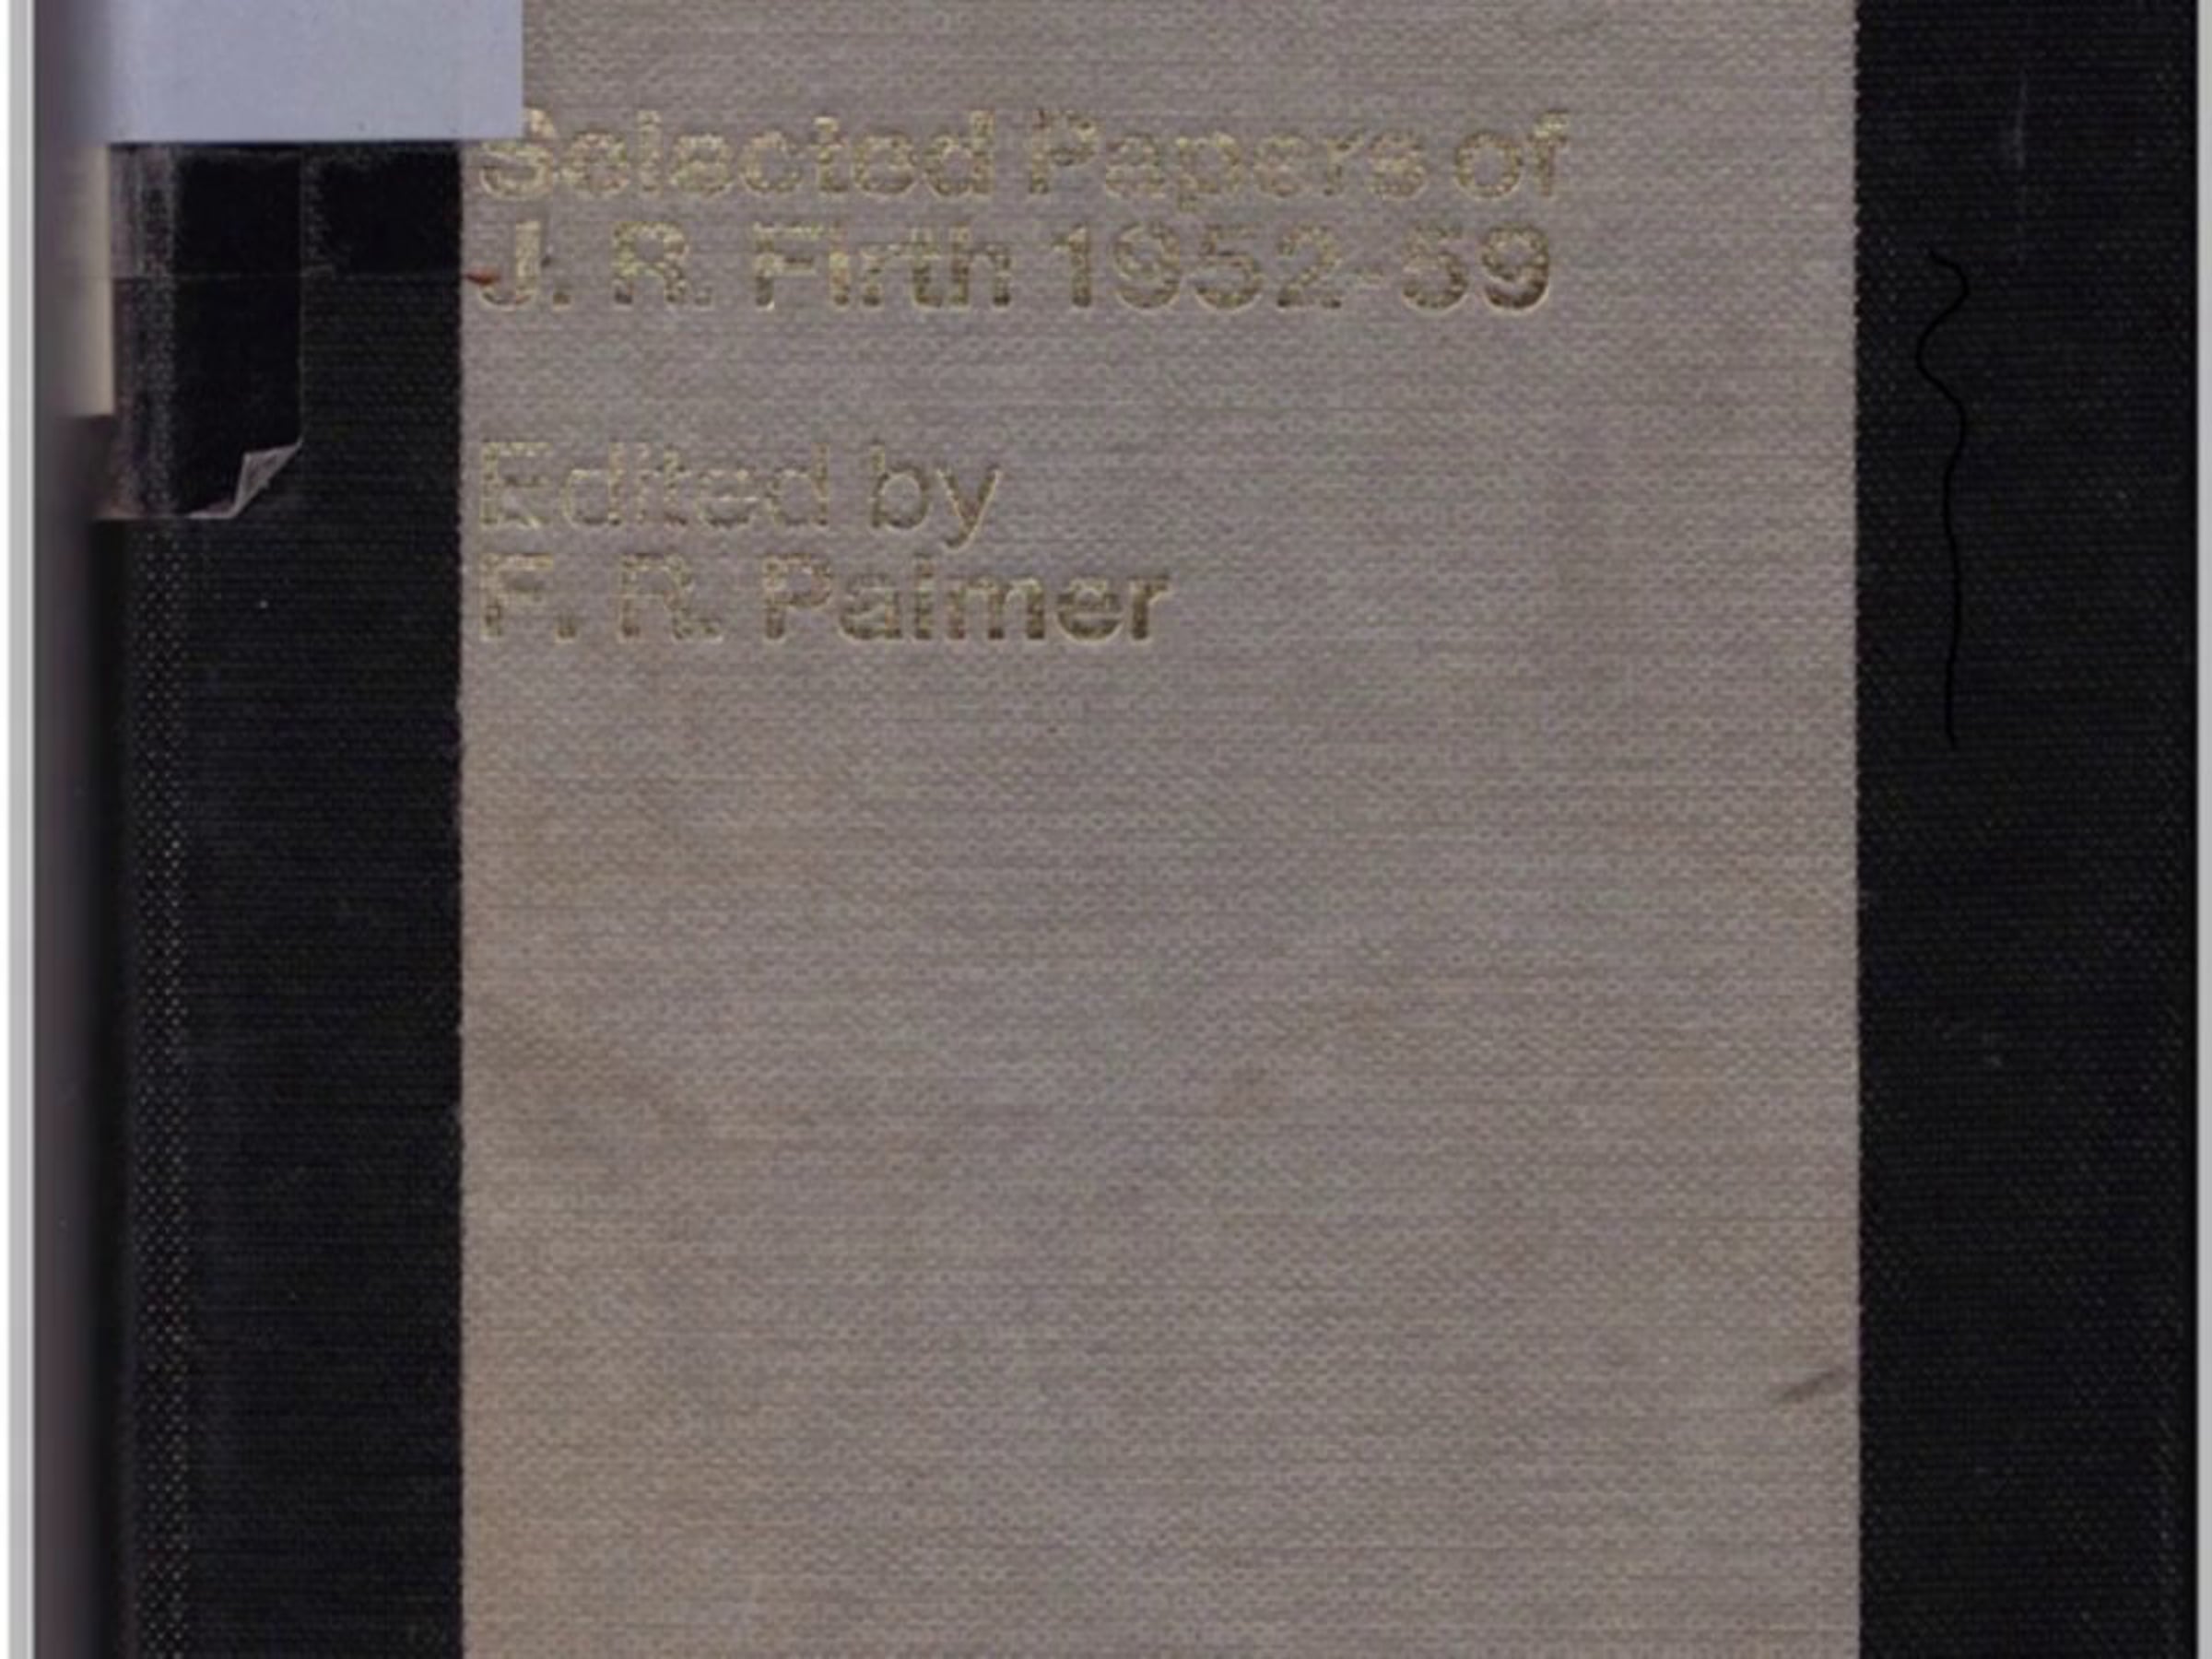 Selected Papers of
J. R. Firth 1952-59
Edited by
F. R. Palmer